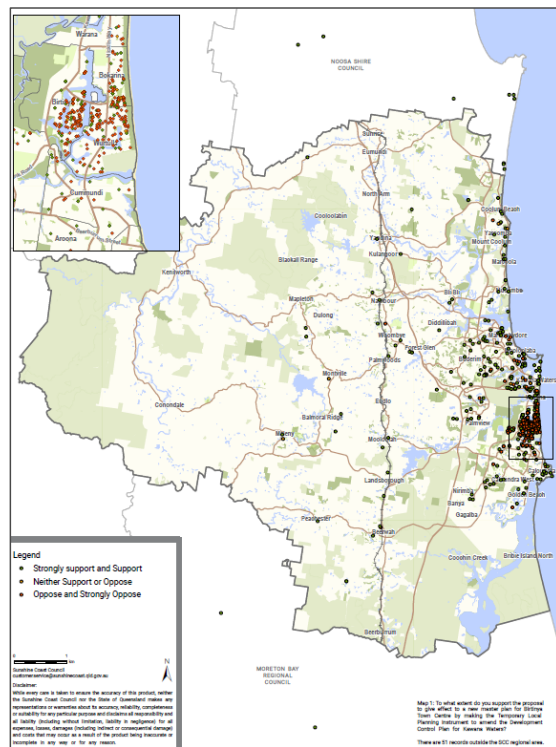 Warana
Bokarina
Birtinya
Wurtulla
Currimundi
Aroona
NOOSA SHIRE
COUNCIL
Eumundi
North Arm
Coolum Beach
Cooloolabin
Yandina
Mount Coolum
Kulangoor
Marcoola
Blackall Range
Kenilworth
Bli Bli
Mapleton
Nambour
Dulong
Diddillibah
Woombye
Forest Glen
Buderim
Palmwoods
Montville
Conondale
Eudlo
Balmoral Ridge
Palmview
Maleny
Mooloolah
Landsborough
Nirimba
Golden Beach
Banya
Gagalba
Peachester
Beerwah
Bribie Island North
Coochin Creek
Beerburrum
MORETON BAY
REGIONAL
COUNCIL
Legend
Strongly support and Support
Neither Support or Oppose
Oppose and Strongly Oppose
0 1
km
N
Sunshine Coast Council
customerservice@sunshinecoast.qld.gov.au
Disclaimer:
While every care is taken to ensure the accuracy of this product, neither
the Sunshine Coast Council nor the State of Queensland makes any
representations or warranties about its accuracy, reliability, completeness
or suitability for any particular purpose and disclaims all responsibility and
all liability (including without limitation, liability in negligence) for all
expenses, losses, damages (including indirect or consequential damage)
and costs that may occur as a result of the product being inaccurate or
incomplete in any way or for any reason.
Map 1: To what extent do you support the proposal
to give effect to a new master plan for Birtinya
Town Centre by making the Temporary Local
Planning Instrument to amend the Development
Control Plan for Kawana Waters?
There are 51 records outside the SCC regional area.